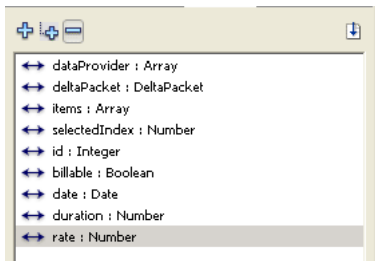 dataProvider : Array
deltaPacket : DeltaPacket
items : Array
selectedIndex : Number
id : Integer
billable : Boolean
date : Date
duration : Number
rate : Number